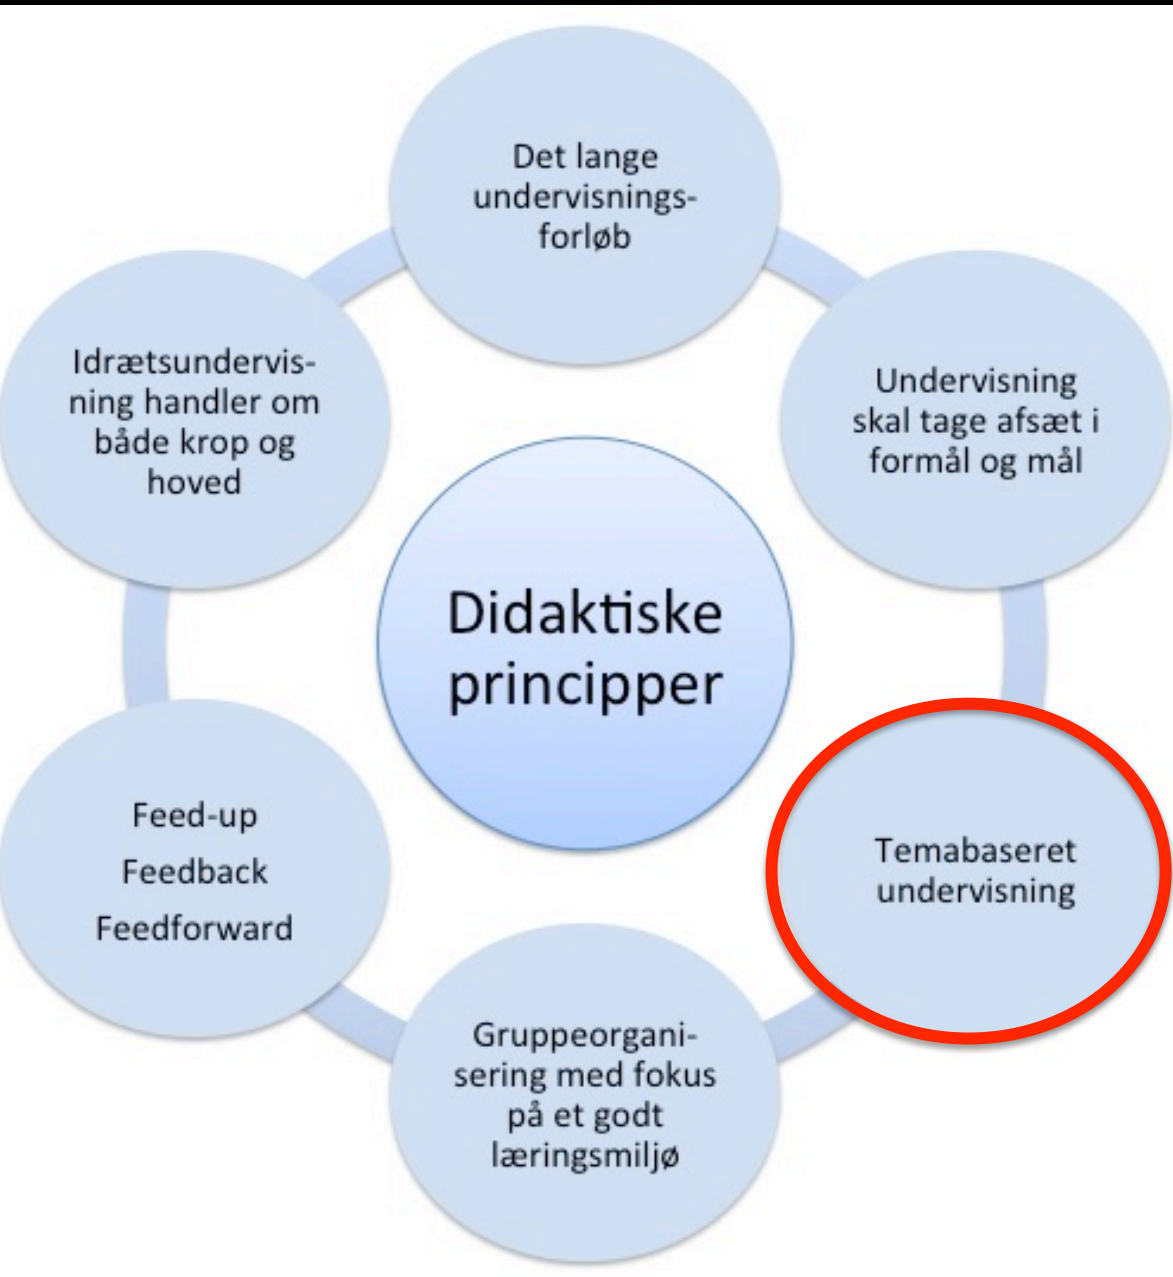 Det lange
undervisnings-
forløb
Undervisning
skal tage afsæt i
formål og mål
Temabaseret
undervisning
Gruppeorgani-
sering med fokus
på et godt
læringsmiljø
Feed-up
Feedback
Feedforward
Idrætsundervis-
ning handler om
både krop og
hoved
Didaktiske
principper